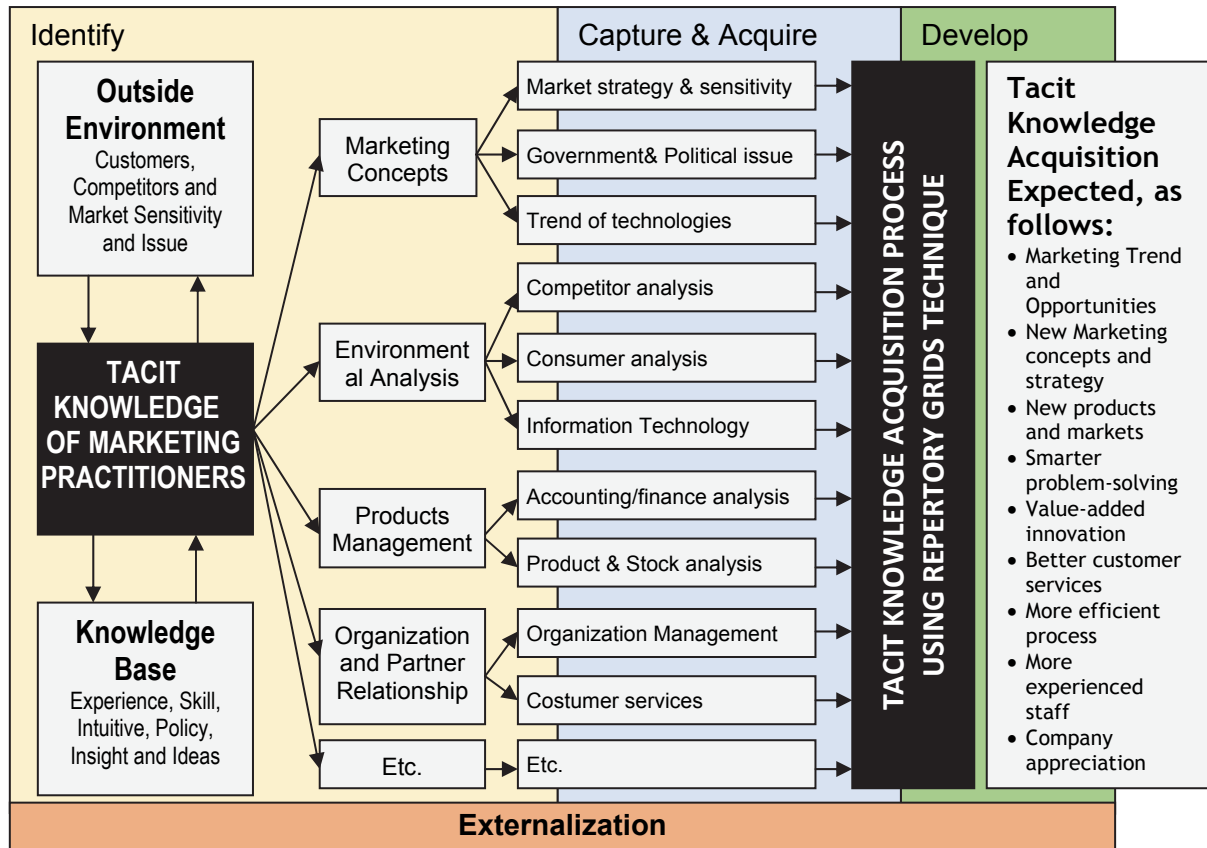 Identify
Capture & Acquire
Develop
Outside
Environment
Customers,
Competitors and
Market Sensitivity
and Issue
TACIT
KNOWLEDGE
OF MARKETING
PRACTITIONERS
Knowledge
Base
Experience, Skill,
Intuitive, Policy,
Insight and Ideas
Marketing
Concepts
Environment
al Analysis
Products
Management
Organization
and Partner
Relationship
Etc.
Market strategy & sensitivity
Government& Political issue
Trend of technologies
Competitor analysis
Consumer analysis
Information Technology
Accounting/finance analysis
Product & Stock analysis
Organization Management
Costumer services
Etc.
TACIT KNOWLEDGE ACQUISITION PROCESS
USING REPERTORY GRIDS TECHNIQUE
Tacit
Knowledge
Acquisition
Expected, as
follows:
• Marketing Trend
and
Opportunities
• New Marketing
concepts and
strategy
• New products
and markets
• Smarter
problem-solving
• Value-added
innovation
• Better customer
services
• More efficient
process
• More
experienced
staff
• Company
appreciation
Externalization